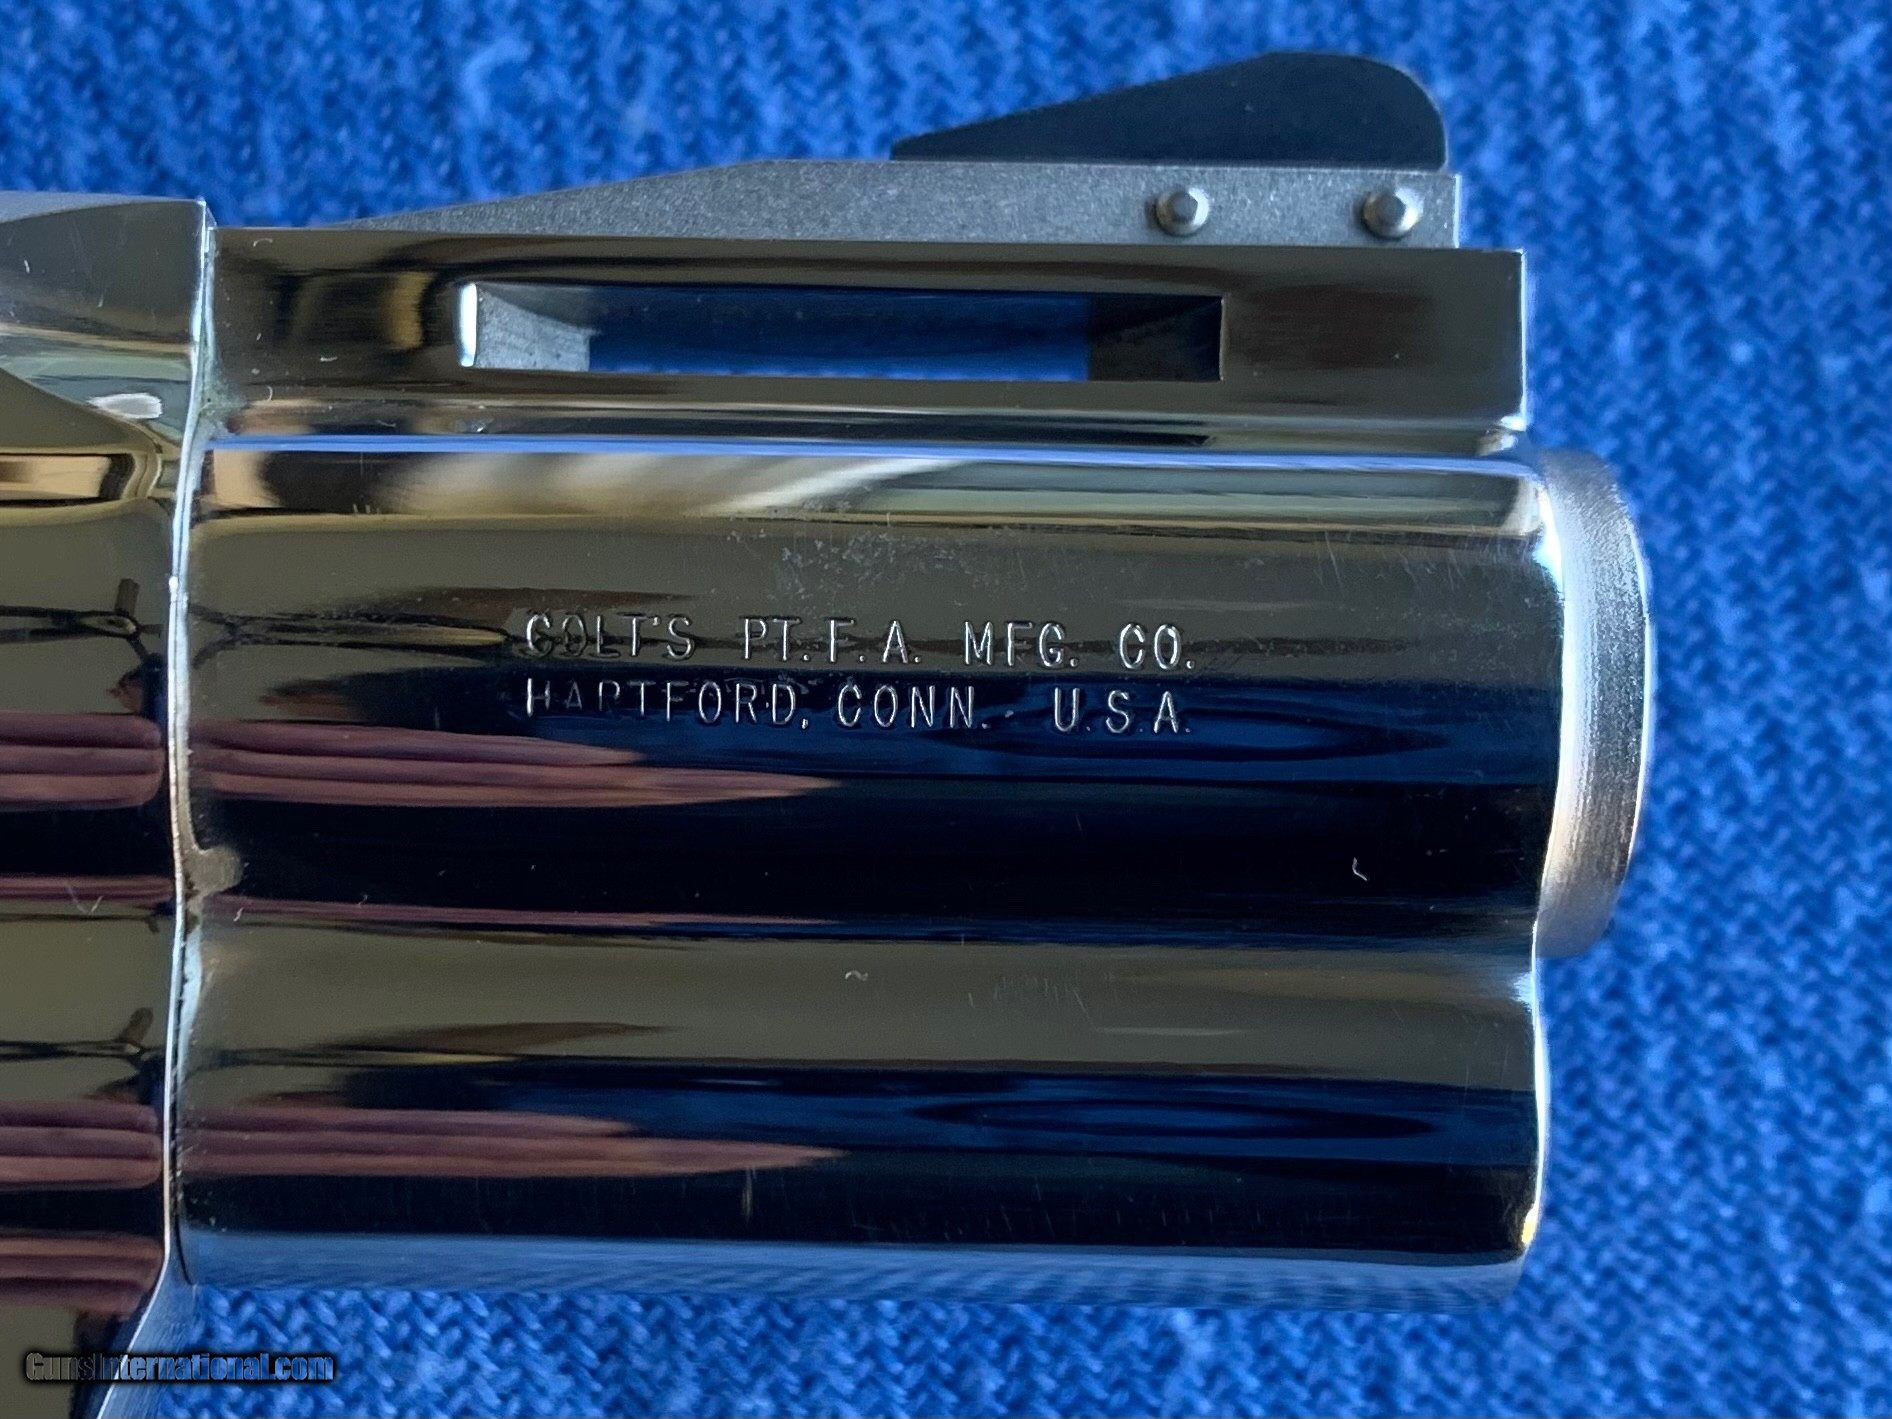 COLT'S PT. F. A. MFG. CO.
HARTFORD, CONN. U.S.A.
GunsInternational.com